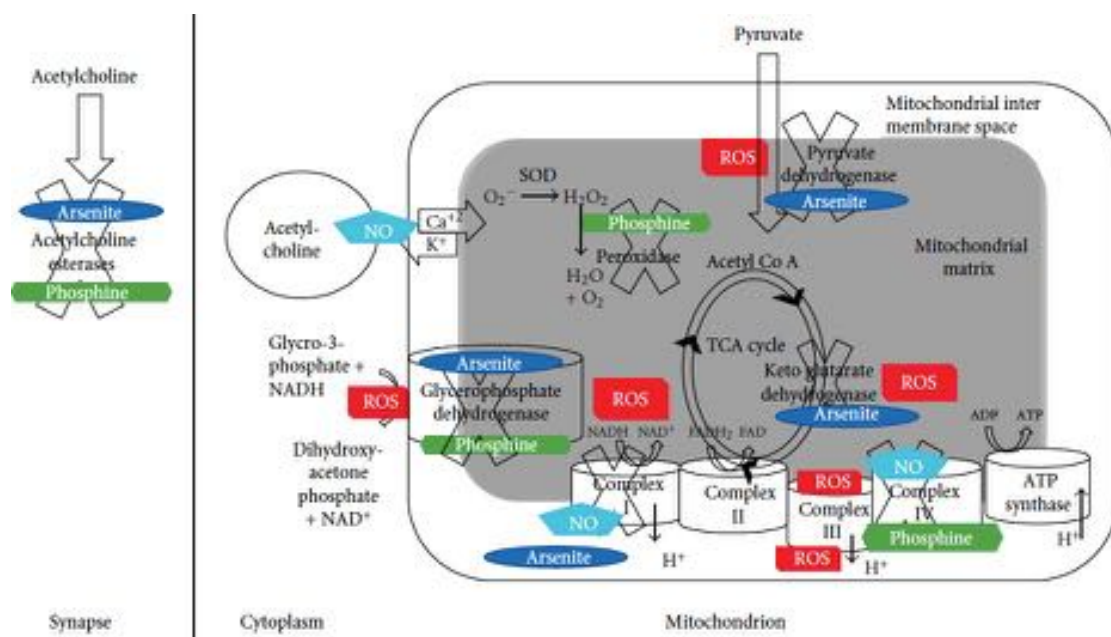 Acetylcholine
Arsenite
Acetylcholine
esterases
Phosphine
Synapse
Pyruvate
Mitochondrial inter
membrane space
ROS
Pyruvate
dehydrogenase
Arsenite
SOD
O₂⁻
H₂O₂
Phosphine
Peroxidase
H₂O
+ O₂
Acetyl-
choline
NO
Ca⁺²
K⁺
Mitochondrial
matrix
Acetyl Co A
TCA cycle
Keto glutarate
dehydrogenase
ROS
Arsenite
Glycro-3-
phosphate +
NADH
ROS
Dihydroxy-
acetone
phosphate
+ NAD⁺
Arsenite
Glycerophosphate
dehydrogenase
Phosphine
ROS
NADH
NAD⁺
FADH₂
FAD
ADP
ATP
Complex
I
NO
Arsenite
H⁺
Complex
II
ROS
Complex
III
ROS
H⁺
NO
Complex
IV
Phosphine
ATP
synthase
H⁺
Cytoplasm
Mitochondrion